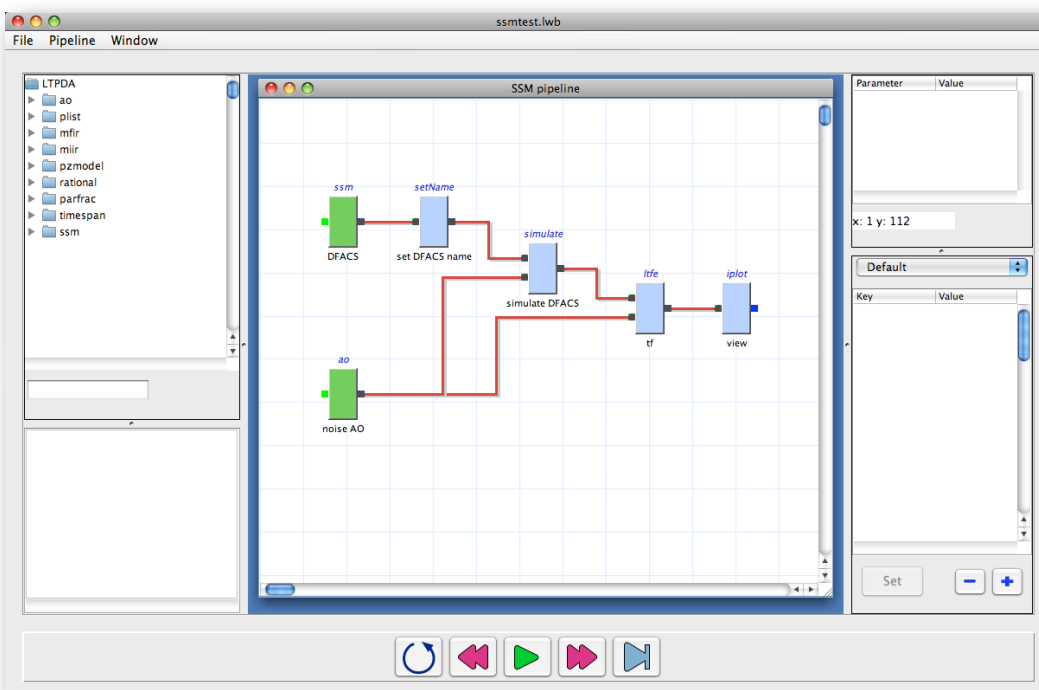 ssmtest.lwb
File Pipeline Window
LTPDA
ao
plist
mfir
miir
pzmodel
rational
parfrac
timespan
ssm
SSM pipeline
ssm
DFACS
setName
set DFACS name
simulate
simulate DFACS
ltfe
tf
iplot
view
ao
noise AO
Parameter Value
x: 1 y: 112
Default
Key Value
Set